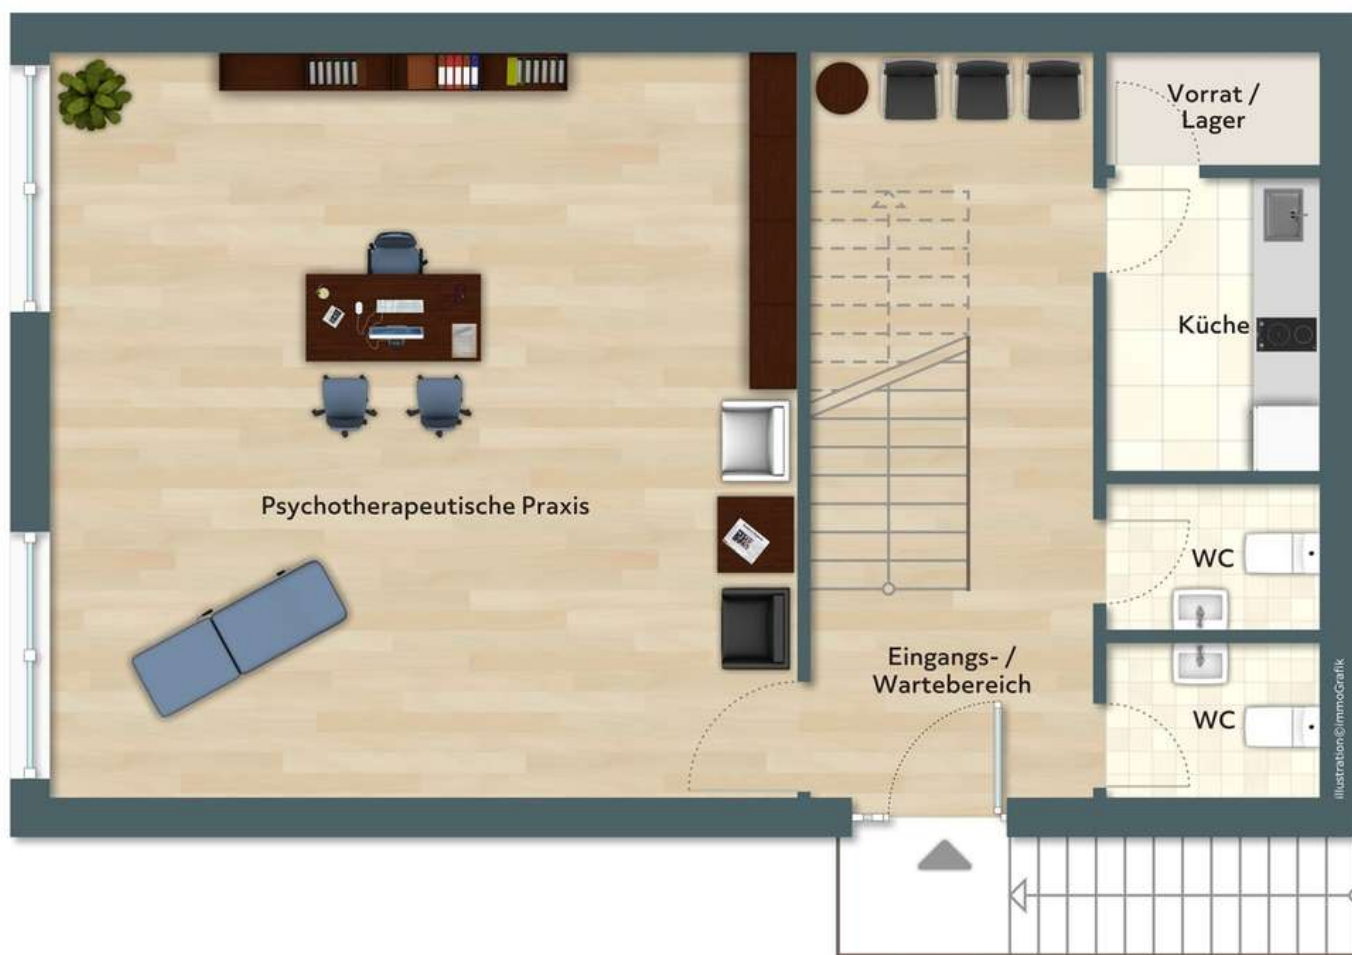 Vorrat /
Lager
Küche
Psychotherapeutische Praxis
WC
Eingangs- /
Wartebereich
WC
illustration©immoGrafik